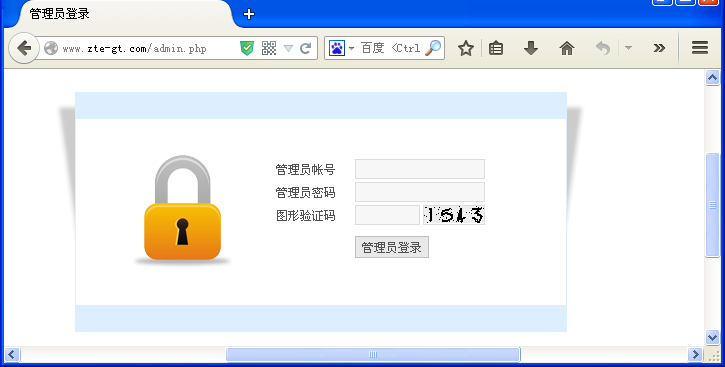 管理员登录
www.zte-gt.com/admin.php
百度 <Ctrl
管理员帐号
管理员密码
图形验证码 1513
管理员登录